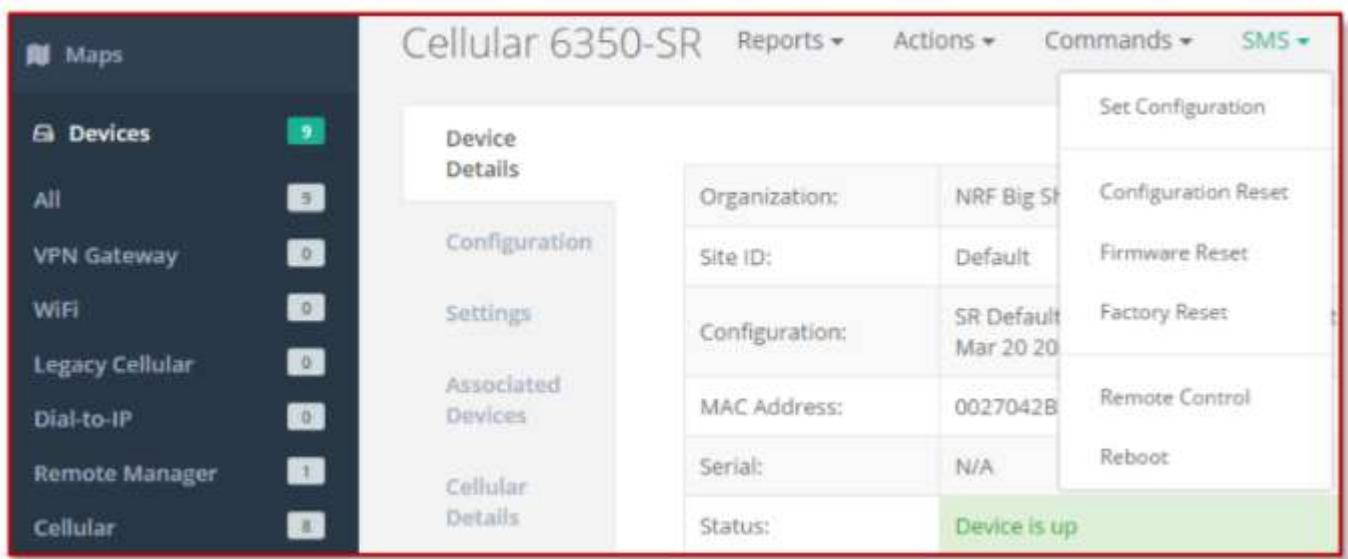 Maps
Devices 9
All 9
VPN Gateway 0
WiFi 0
Legacy Cellular 0
Dial-to-IP 0
Remote Manager 1
Cellular 8
Cellular 6350-SR Reports Actions Commands SMS
Device
Details
Configuration
Settings
Associated
Devices
Cellular
Details
Organization: NRF Big Sh
Site ID: Default
Configuration: SR Default
Mar 20 20
MAC Address: 0027042B
Serial: N/A
Status: Device is up
Set Configuration
Configuration Reset
Firmware Reset
Factory Reset
Remote Control
Reboot